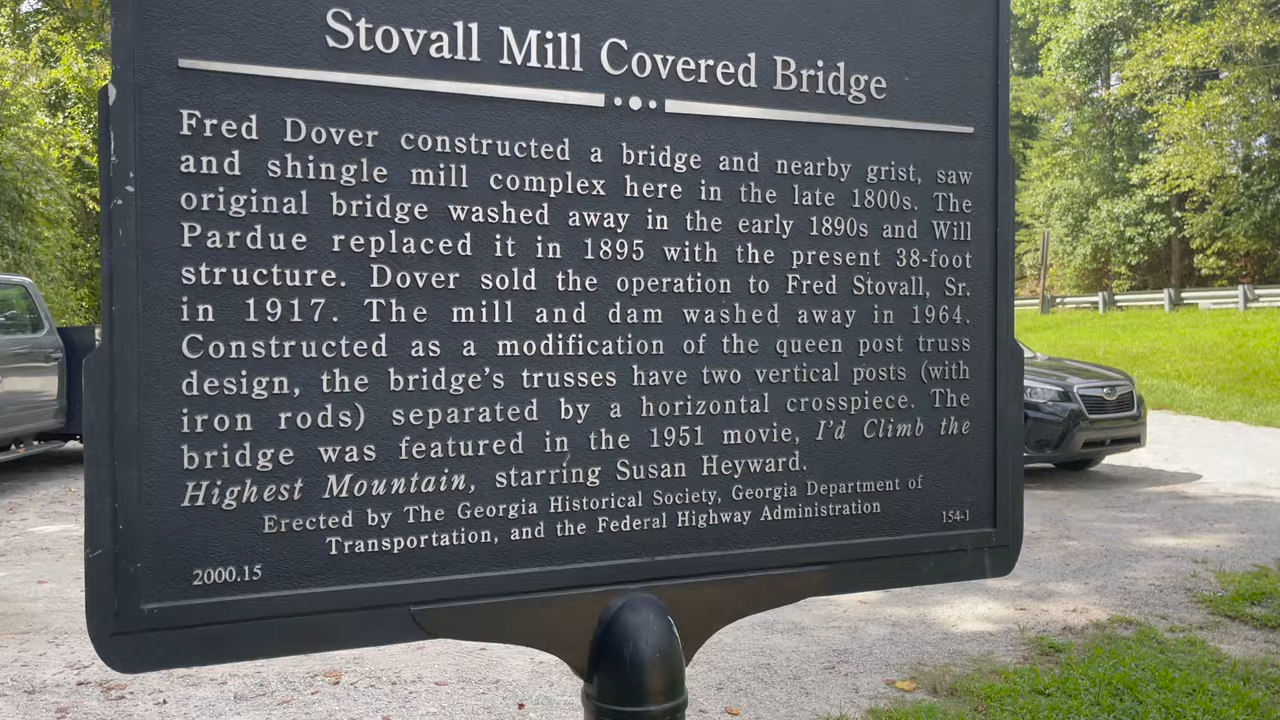 Stovall Mill Covered Bridge
Fred Dover constructed a bridge and nearby grist, saw
and shingle mill complex here in the late 1800s. The
original bridge washed away in the early 1890s and Will
Pardue replaced it in 1895 with the present 38-foot
structure. Dover sold the operation to Fred Stovall, Sr.
in 1917. The mill and dam washed away in 1964.
Constructed as a modification of the queen post truss
design, the bridge's trusses have two vertical posts (with
iron rods) separated by a horizontal crosspiece. The
bridge was featured in the 1951 movie, I'd Climb the
Highest Mountain, starring Susan Heyward.
Erected by The Georgia Historical Society, Georgia Department of
Transportation, and the Federal Highway Administration
2000.15
154-1